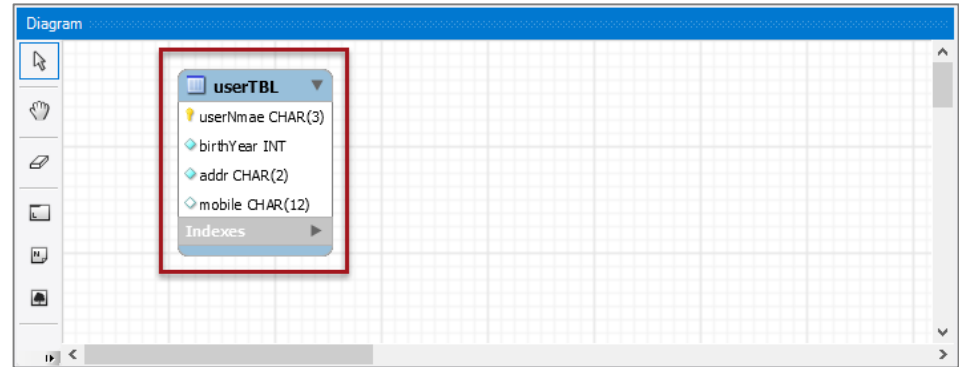 Diagram
userTBL
userNmae CHAR(3)
birthYear INT
addr CHAR(2)
mobile CHAR(12)
Indexes